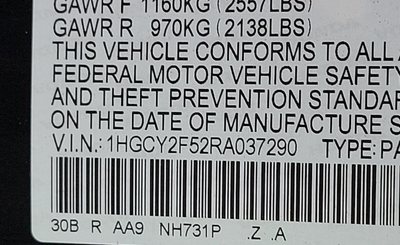 GAWR F 1160KG (2557LBS)
GAWR R 970KG (2138LBS)
THIS VEHICLE CONFORMS TO ALL
FEDERAL MOTOR VEHICLE SAFETY
AND THEFT PREVENTION STANDA
ON THE DATE OF MANUFACTURE S
V.I.N.: 1HGCY2F52RA037290 TYPE: PA
30B R AA9 NH731P .Z .A